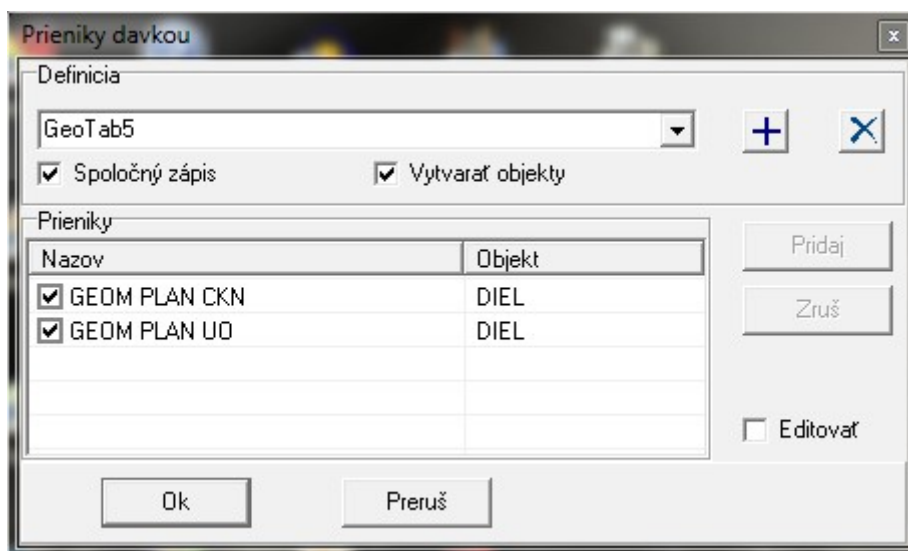 Prieniky davkou
Definicia
GeoTab5
Spoločný zápis
Vytvarať objekty
Prieniky
Nazov Objekt
GEOM PLAN CKN DIEL
GEOM PLAN UO DIEL
Pridaj
Zruš
Editovať
Ok
Preruš